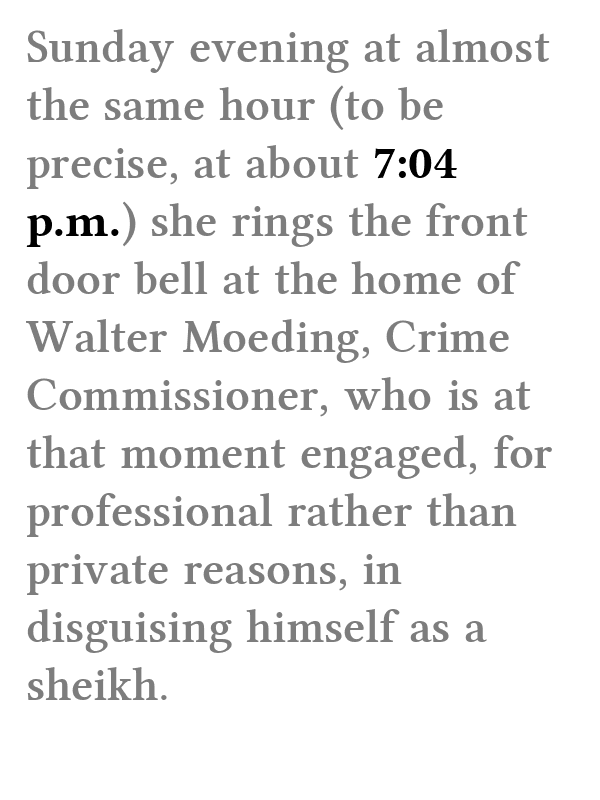 Sunday evening at almost
the same hour (to be
precise, at about 7:04
p.m.) she rings the front
door bell at the home of
Walter Moeding, Crime
Commissioner, who is at
that moment engaged, for
professional rather than
private reasons, in
disguising himself as a
sheikh.